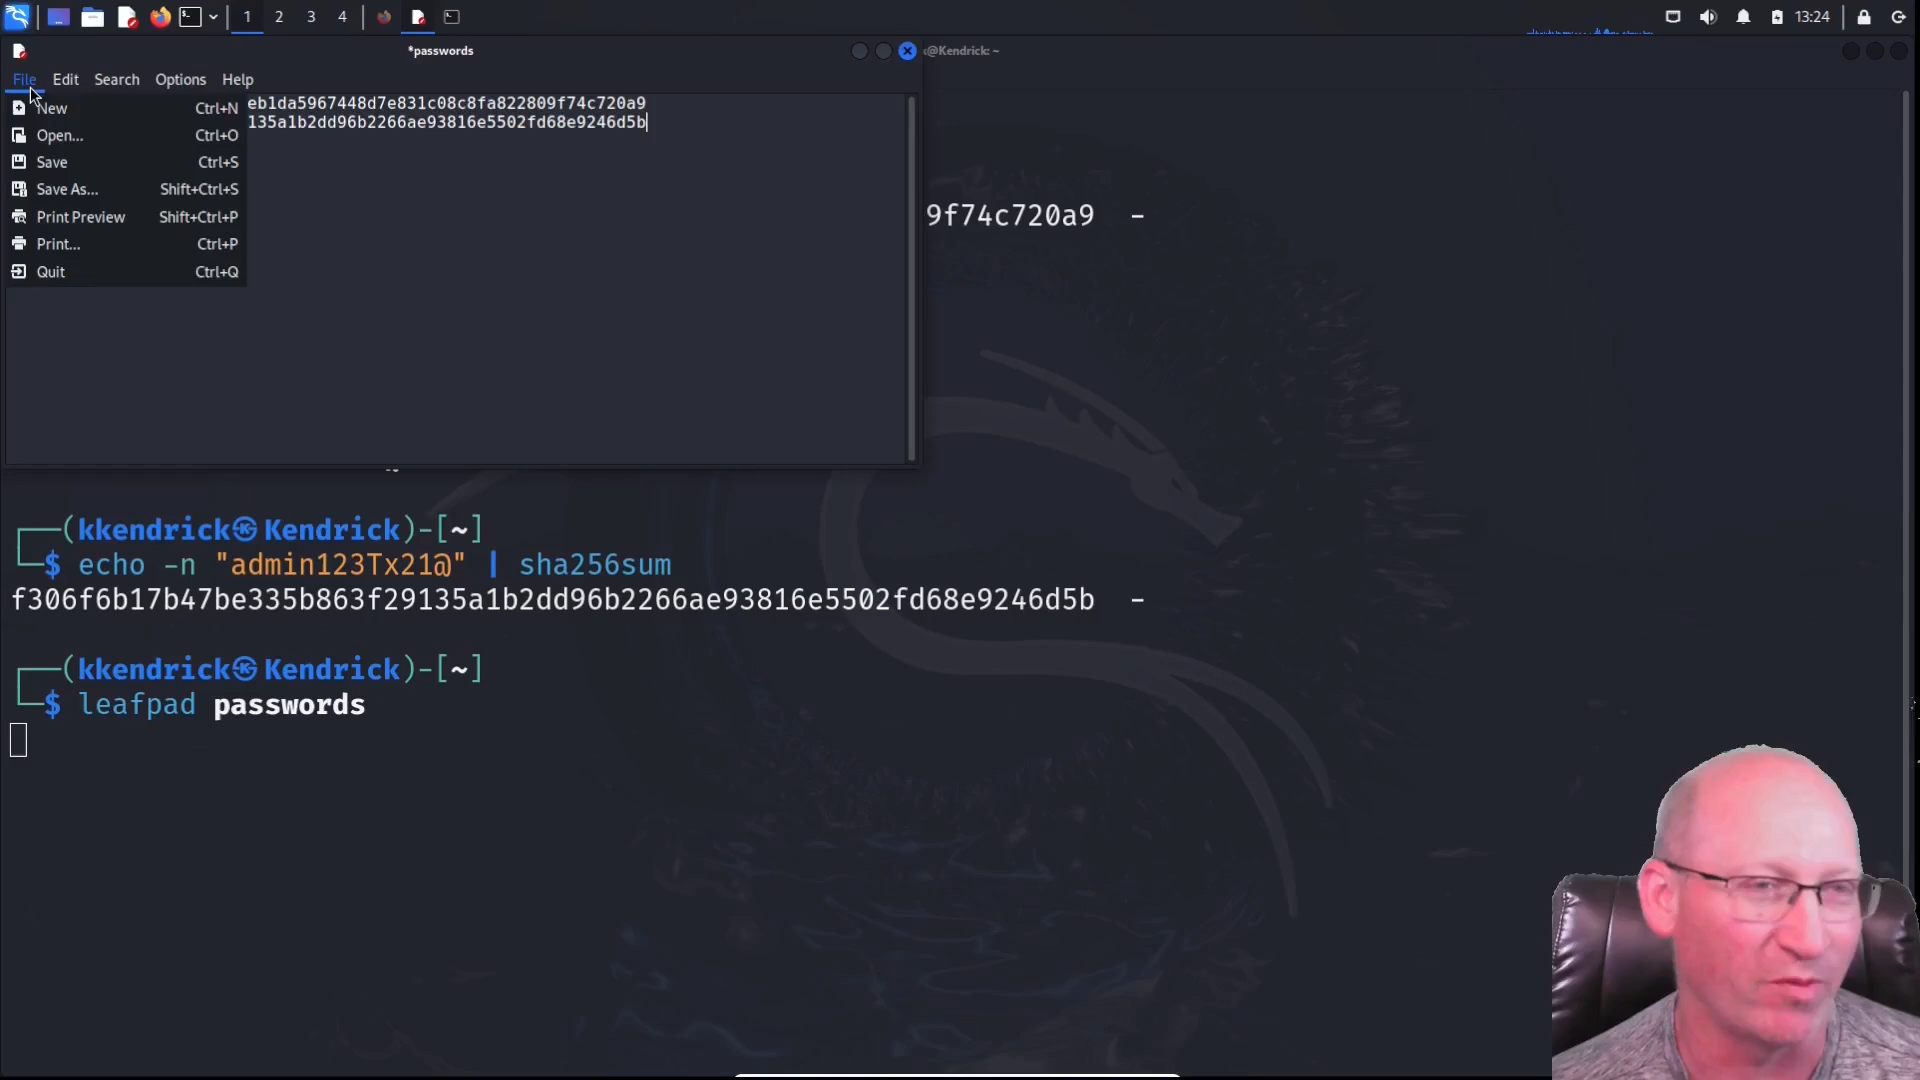 1 2 3 4 13:24
*passwords
@Kendrick: ~
File Edit Search Options Help
New Ctrl+N
eb1da5967448d7e831c08c8fa822809f74c720a9
Open... Ctrl+O
135a1b2dd96b2266ae93816e5502fd68e9246d5b
Save Ctrl+S
Save As... Shift+Ctrl+S
Print Preview Shift+Ctrl+P
Print... Ctrl+P
Quit Ctrl+Q
9f74c720a9 -
(kkendrick㉿Kendrick)-[~]
$ echo -n "admin123Tx21@" | sha256sum
f306f6b17b47be335b863f29135a1b2dd96b2266ae93816e5502fd68e9246d5b -
(kkendrick㉿Kendrick)-[~]
$ leafpad passwords